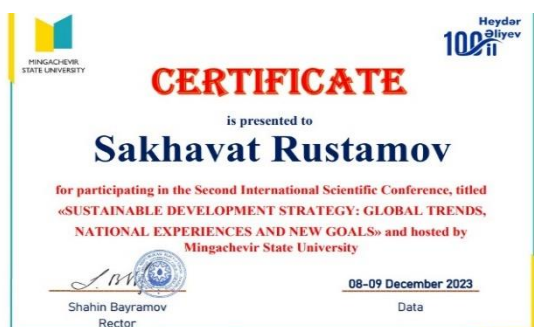 MINGACHEVIR
STATE UNIVERSITY
Heydər
Əliyev
100 il
CERTIFICATE
is presented to
Sakhavat Rustamov
for participating in the Second International Scientific Conference, titled
«SUSTAINABLE DEVELOPMENT STRATEGY: GLOBAL TRENDS,
NATIONAL EXPERIENCES AND NEW GOALS» and hosted by
Mingachevir State University
08-09 December 2023
Shahin Bayramov
Data
Rector